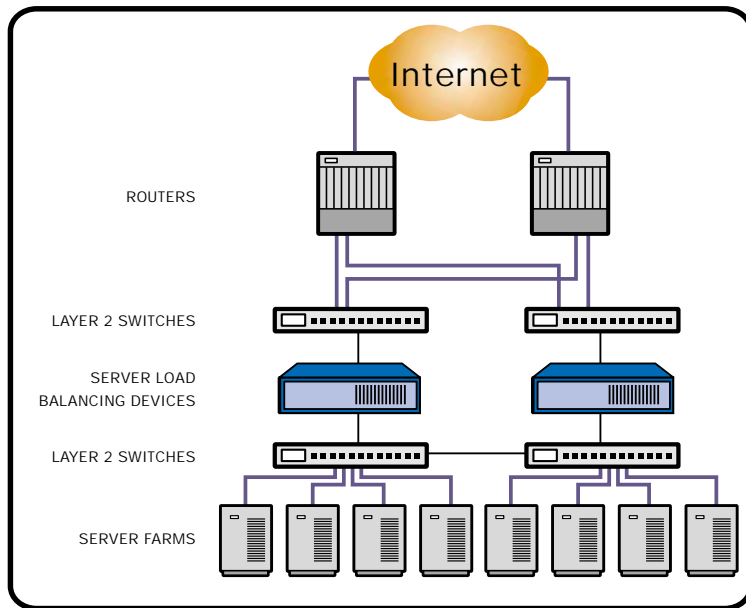 Internet
ROUTERS
LAYER 2 SWITCHES
SERVER LOAD
BALANCING DEVICES
LAYER 2 SWITCHES
SERVER FARMS